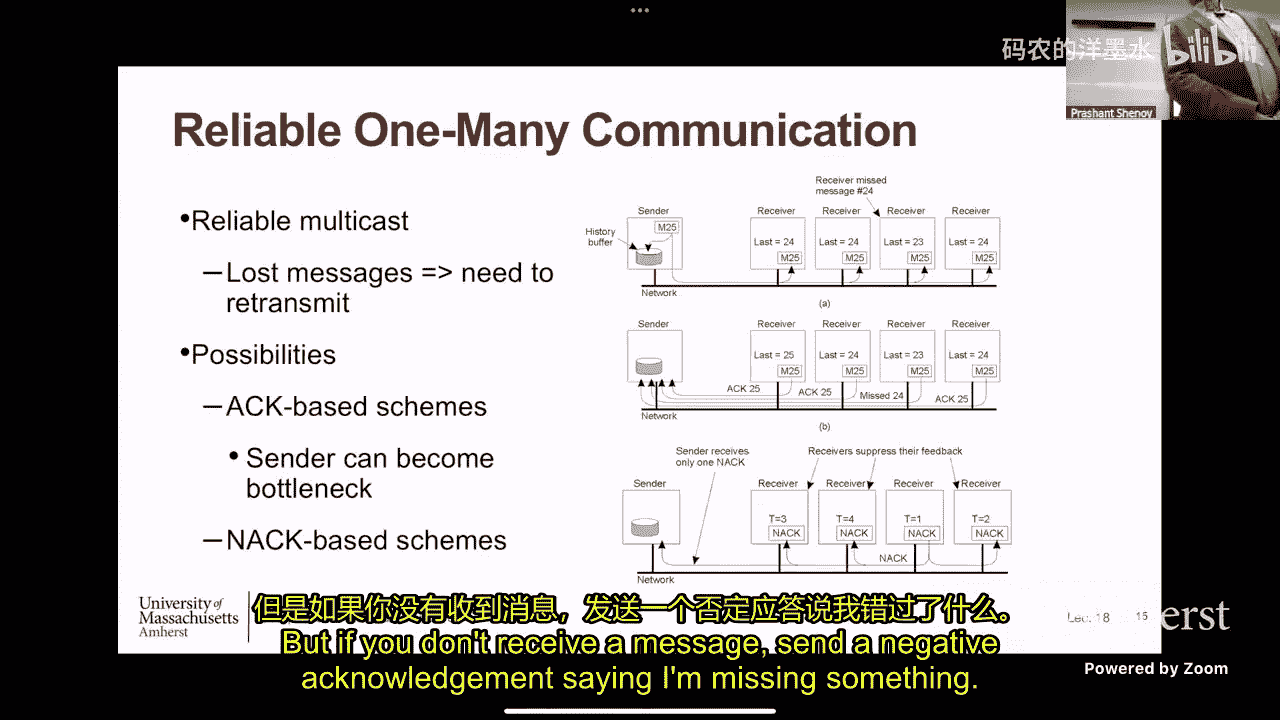 码农的洋墨水 bilibili
Prashant Shenoy
Reliable One-Many Communication
•Reliable multicast
–Lost messages => need to
retransmit
•Possibilities
–ACK-based schemes
•Sender can become
bottleneck
–NACK-based schemes
Receiver missed
message #24
Sender
Receiver
Receiver
Receiver
Receiver
History
buffer
M25
Last = 24
Last = 24
Last = 23
Last = 24
M25
M25
M25
M25
Network
(a)
Sender
Receiver
Receiver
Receiver
Receiver
Last = 25
Last = 24
Last = 23
Last = 24
M25
M25
M25
M25
ACK 25
ACK 25
Missed 24
ACK 25
Network
(b)
Sender receives
only one NACK
Receivers suppress their feedback
Sender
Receiver
Receiver
Receiver
Receiver
T=3
T=4
T=1
T=2
NACK
NACK
NACK
NACK
NACK
Network
University of
Massachusetts
Amherst
15
erst
但是如果你没有收到消息，发送一个否定应答说我错过了什么。
But if you don't receive a message, send a negative
acknowledgement saying I'm missing something.
Powered by Zoom